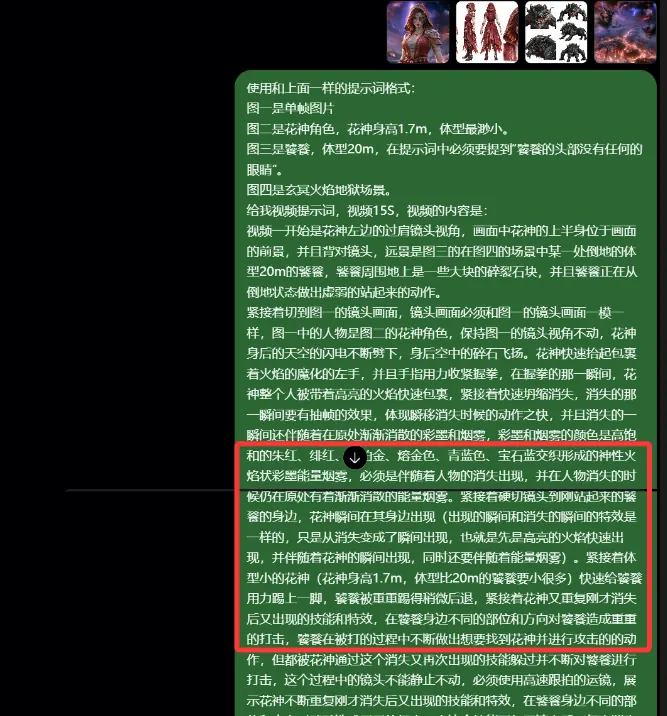 使用和上面一样的提示词格式：
图一是单帧图片
图二是花神角色，花神身高1.7m，体型最渺小。
图三是饕餮，体型20m，在提示词中必须要提到“饕餮的头部没有任何的
眼睛”。
图四是玄冥火焰地狱场景。
给我视频提示词，视频15S，视频的内容是：
视频一开始是花神左边的过肩镜头视角，画面中花神的上半身位于画面
的前景，并且背对镜头，远景是图三的在图四的场景中某一处倒地的体
型20m的饕餮，饕餮周围地上是一些大块的碎裂石块，并且饕餮正在从
倒地状态做出虚弱的站起来的动作。
紧接着切到图一的镜头画面，镜头画面必须和图一的镜头画面一模一
样，图一中的人物是图二的花神角色，保持图一的镜头视角不动，花神
身后的天空的闪电不断劈下，身后空中的碎石飞扬。花神快速抬起包裹
着火焰的魔化的左手，并且手指用力收紧握拳，在握拳的那一瞬间，花
神整个人被带着高亮的火焰快速包裹，紧接着快速坍缩消失，消失的那
一瞬间要有抽帧的效果，体现瞬移消失时候的动作之快，并且消失的一
瞬间还伴随着在原处渐渐消散的彩墨和烟雾，彩墨和烟雾的颜色是高饱
和的朱红、绯红、金、熔金色、青蓝色、宝石蓝交织形成的神性火
焰状彩墨能量烟雾，必须是伴随着人物的消失出现，并在人物消失的时
候仍在原处有着渐渐消散的能量烟雾。紧接着硬切镜头到刚站起来的饕
餮的身边，花神瞬间在其身边出现（出现的瞬间和消失的瞬间的特效是
一样的，只是从消失变成了瞬间出现，也就是先是高亮的火焰快速出
现，并伴随着花神的瞬间出现，同时还要伴随着能量烟雾）。紧接着体
型小的花神（花神身高1.7m，体型比20m的饕餮要小很多）快速给饕餮
用力踢上一脚，饕餮被重重踢得稍微后退，紧接着花神又重复刚才消失
后又出现的技能和特效，在饕餮身边不同的部位和方向对饕餮造成重重
的打击，饕餮在被打的过程中不断做出想要找到花神并进行攻击的的动
作，但都被花神通过这个消失又再次出现的技能躲过并不断对饕餮进行
打击，这个过程中的镜头不能静止不动，必须使用高速跟拍的运镜，展
示花神不断重复刚才消失后又出现的技能和特效，在饕餮身边不同的部